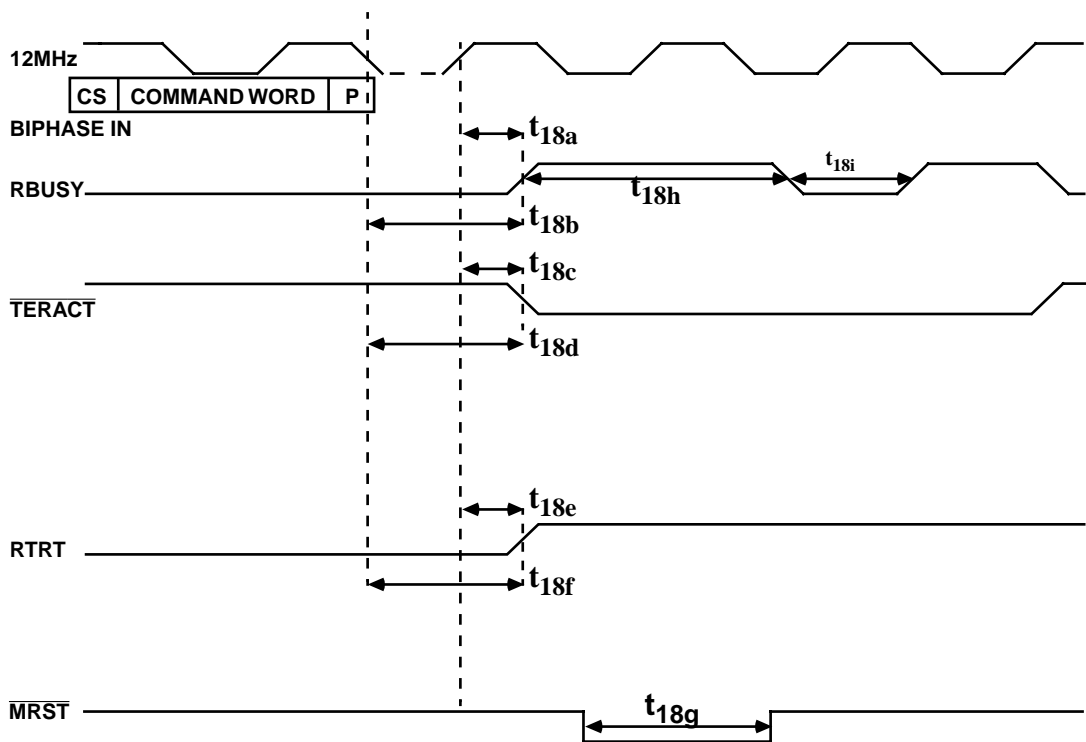 12MHz
CS COMMAND WORD P
BIPHASE IN
t18a
RBUSY
t18h
t18i
t18b
t18c
TERACT
t18d
t18e
RTRT
t18f
MRST
t18g